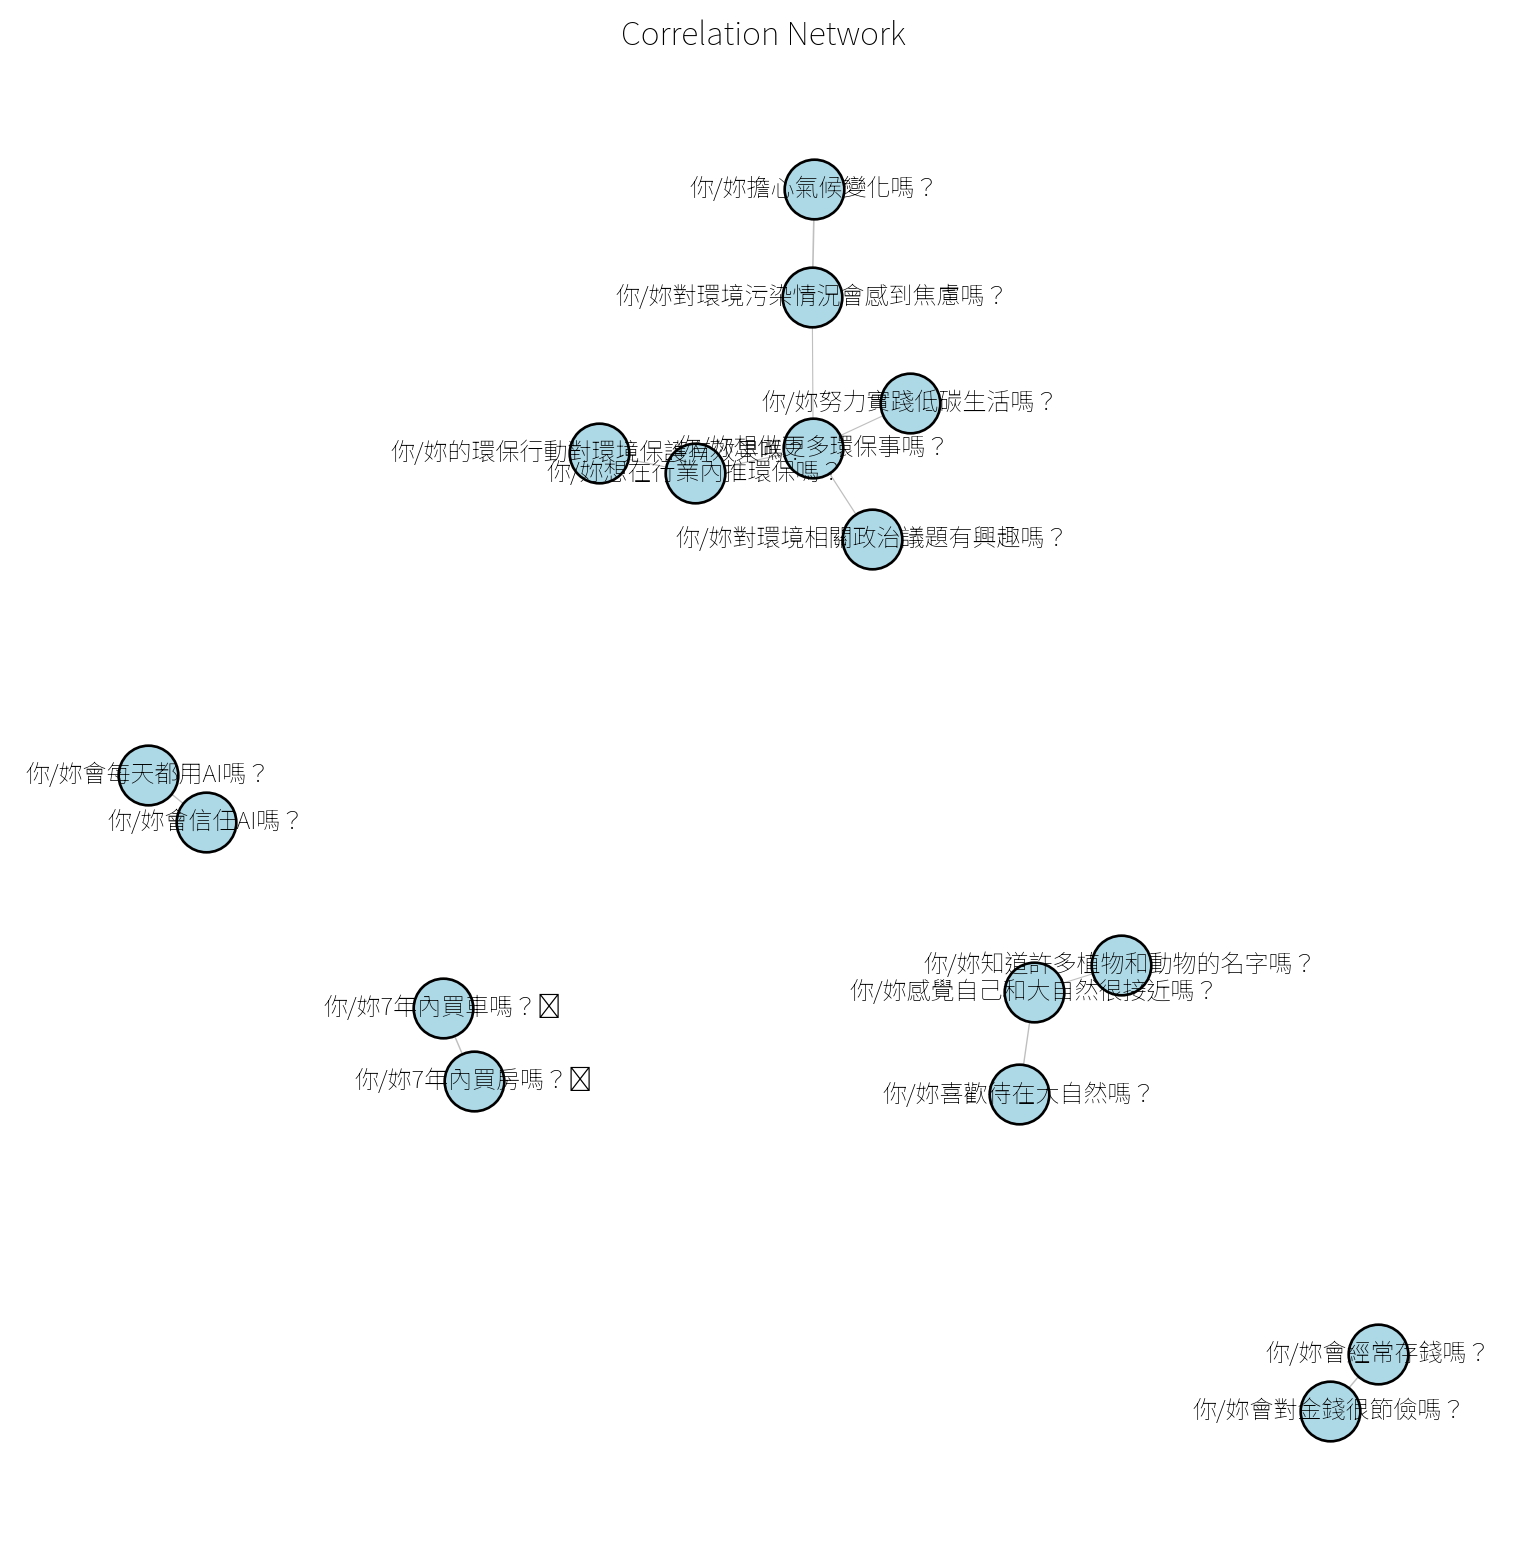 Correlation Network
你/妳擔心氣候變化嗎？
你/妳對環境污染情況會感到焦慮嗎？
你/妳努力實踐低碳生活嗎？
你/妳想做更多環保事嗎？
你/妳的環保行動對環境保護有效果嗎？
你/妳想在行業內推環保嗎？
你/妳對環境相關政治議題有興趣嗎？
你/妳會每天都用AI嗎？
你/妳會信任AI嗎？
你/妳知道許多植物和動物的名字嗎？
你/妳感覺自己和大自然很接近嗎？
你/妳7年內買車嗎？
你/妳7年內買房嗎？
你/妳喜歡待在大自然嗎？
你/妳會經常存錢嗎？
你/妳會對金錢很節儉嗎？